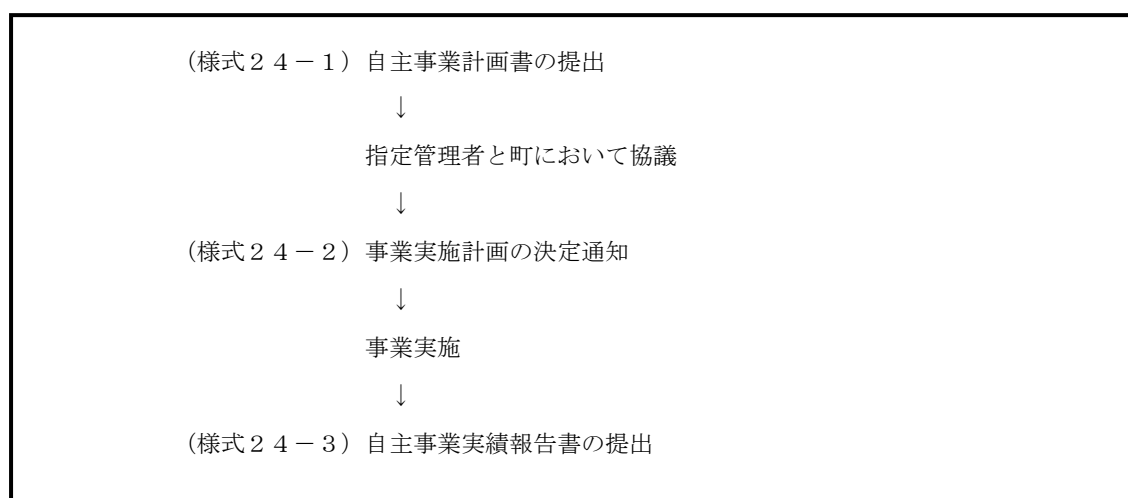 （様式２４－１）自主事業計画書の提出
↓
指定管理者と町において協議
↓
（様式２４－２）事業実施計画の決定通知
↓
事業実施
↓
（様式２４－３）自主事業実績報告書の提出